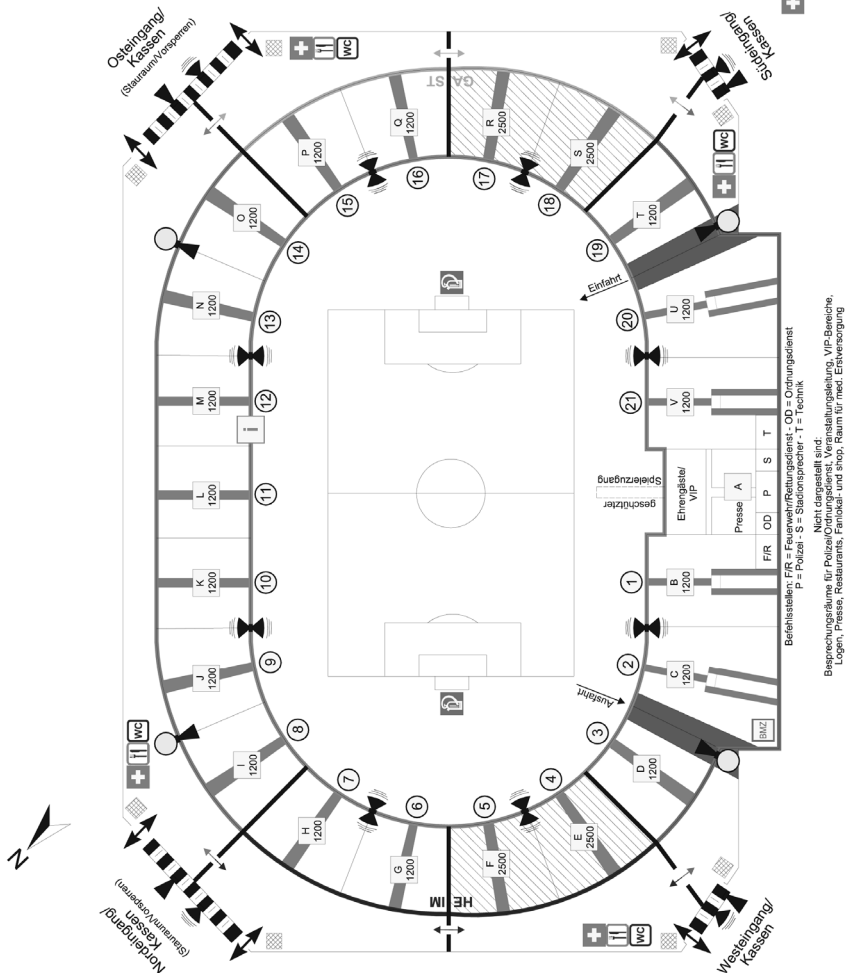 Osteingang/
Kassen
(Stauraum/Vorsperren)
WC
Südeingang/
Kassen
WC
GAST
P
1200
Q
1200
R
2500
S
2500
T
1200
O
1200
N
1200
M
1200
L
1200
K
1200
J
1200
I
1200
H
1200
G
1200
F
2500
E
2500
D
1200
C
1200
B
1200
U
1200
V
1200
1
2
3
4
5
6
7
8
9
10
11
12
13
14
15
16
17
18
19
20
21
i
Einfahrt
Ausfahrt
geschützter
Spielerzugang
Ehrengäste/
VIP
Presse
A
F/R
OD
P
S
T
BMZ
HEIM
WC
N
Nordeingang/
Kassen
(Stauraum/Vorsperren)
WC
Westeingang/
Kassen
Befehlsstellen: F/R = Feuerwehr/Rettungsdienst - OD = Ordnungsdienst
P = Polizei - S = Stadionsprecher - T = Technik
Nicht dargestellt sind:
Besprechungsräume für Polizei/Ordnungsdienst, Veranstaltungsleitung, VIP-Bereiche,
Logen, Presse, Restaurants, Fanlokal- und shop, Raum für med. Erstversorgung